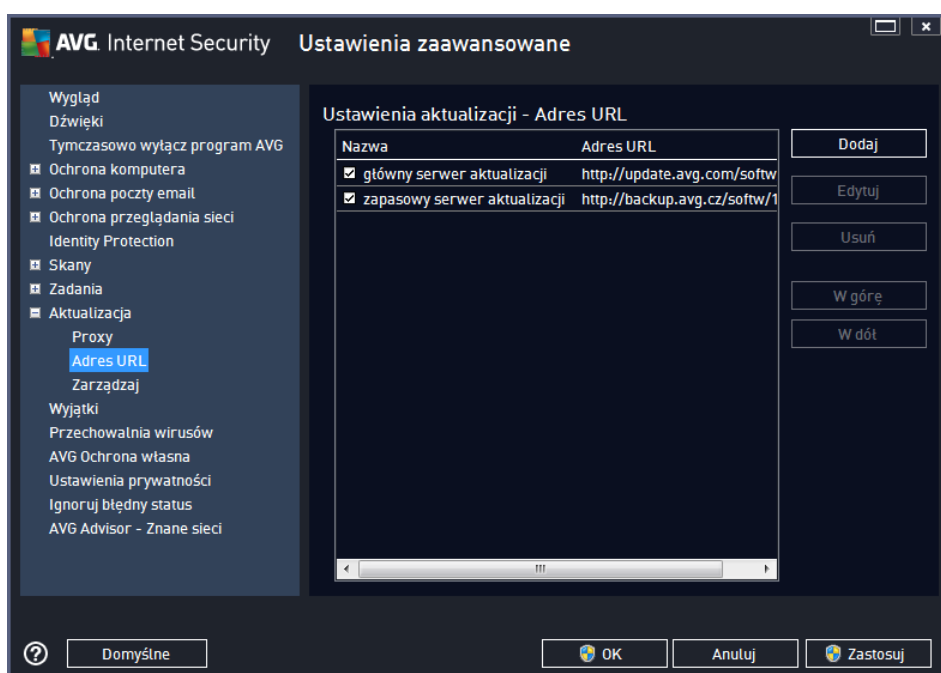 AVG. Internet Security Ustawienia zaawansowane
Wygląd
Dźwięki
Tymczasowo wyłącz program AVG
Ochrona komputera
Ochrona poczty email
Ochrona przeglądania sieci
Identity Protection
Skany
Zadania
Aktualizacja
Proxy
Adres URL
Zarządzaj
Wyjątki
Przechowalnia wirusów
AVG Ochrona własna
Ustawienia prywatności
Ignoruj błędny status
AVG Advisor - Znane sieci
Ustawienia aktualizacji - Adres URL
Nazwa Adres URL
główny serwer aktualizacji http://update.avg.com/softw
zapasowy serwer aktualizacji http://backup.avg.cz/softw/1
Dodaj
Edytuj
Usuń
W górę
W dół
Domyślne
OK
Anuluj
Zastosuj